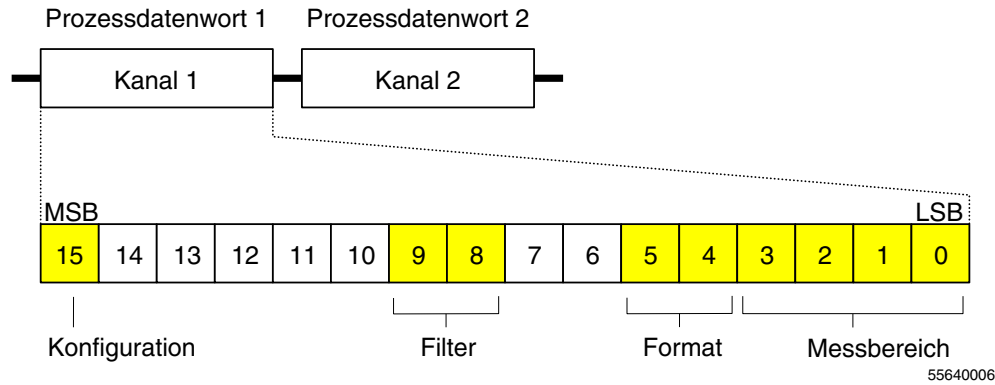 Prozessdatenwort 1 Prozessdatenwort 2
Kanal 1 Kanal 2
MSB LSB
15 14 13 12 11 10 9 8 7 6 5 4 3 2 1 0
Konfiguration Filter Format Messbereich
55640006